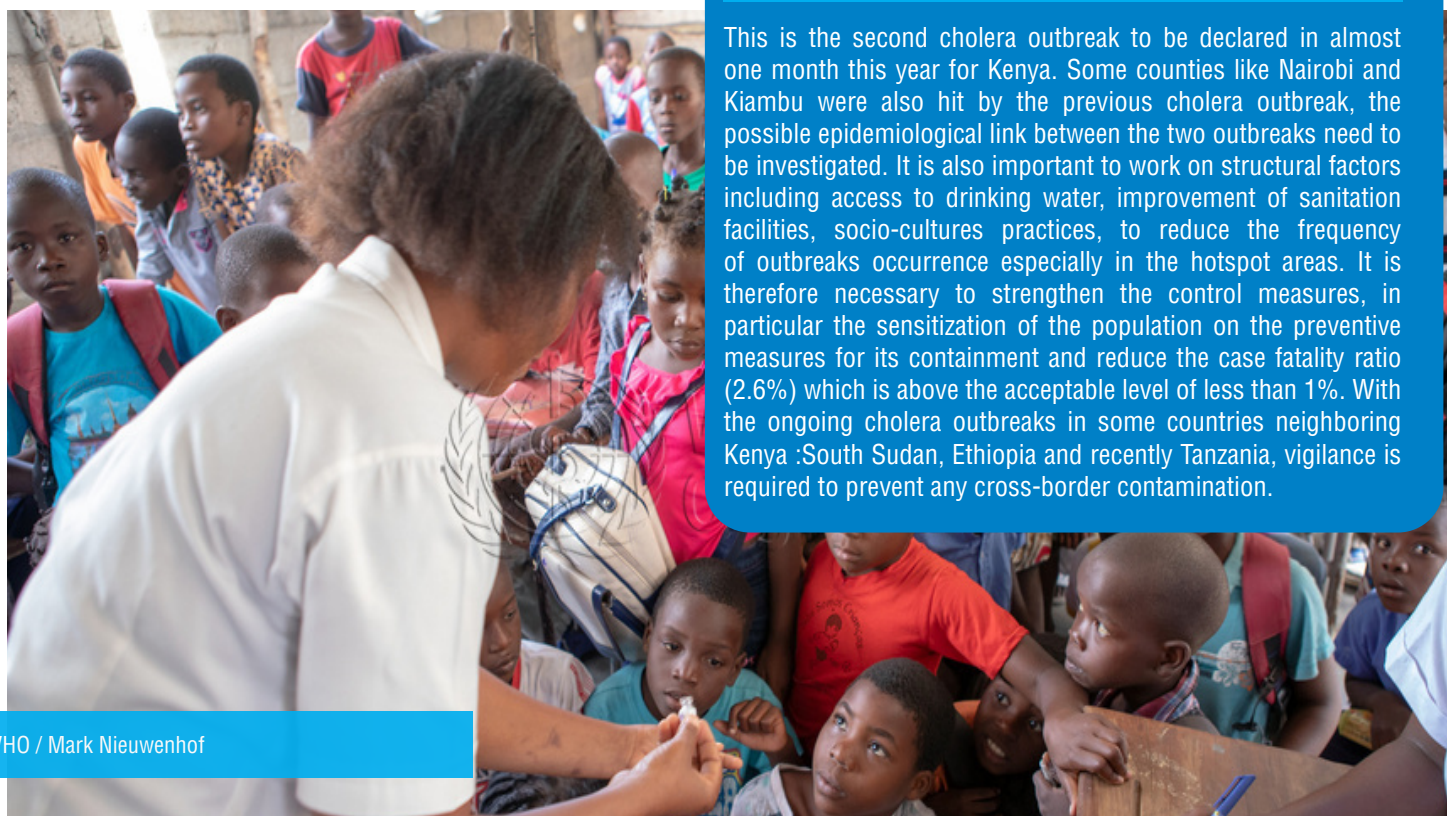 This is the second cholera outbreak to be declared in almost
one month this year for Kenya. Some counties like Nairobi and
Kiambu were also hit by the previous cholera outbreak, the
possible epidemiological link between the two outbreaks need to
be investigated. It is also important to work on structural factors
including access to drinking water, improvement of sanitation
facilities, socio-cultures practices, to reduce the frequency
of outbreaks occurrence especially in the hotspot areas. It is
therefore necessary to strengthen the control measures, in
particular the sensitization of the population on the preventive
measures for its containment and reduce the case fatality ratio
(2.6%) which is above the acceptable level of less than 1%. With
the ongoing cholera outbreaks in some countries neighboring
Kenya :South Sudan, Ethiopia and recently Tanzania, vigilance is
required to prevent any cross-border contamination.
/ Mark Nieuwenhof